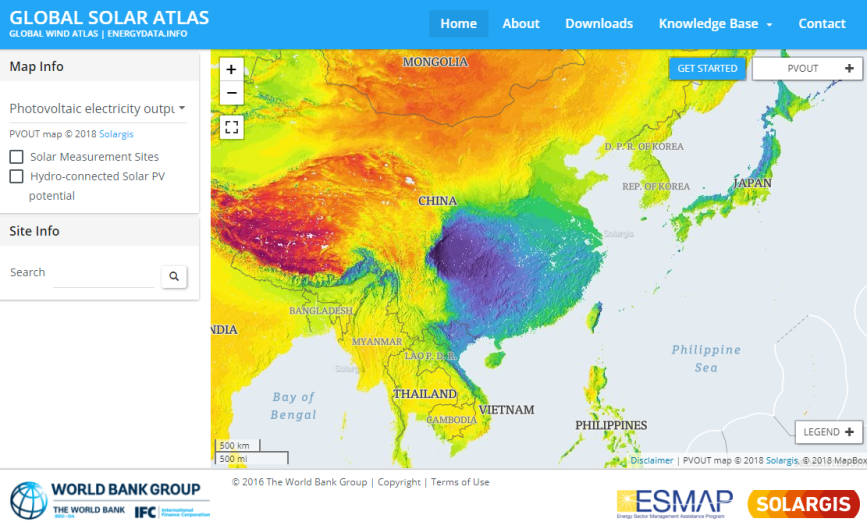 GLOBAL SOLAR ATLAS
GLOBAL WIND ATLAS | ENERGYDATA.INFO
Home
About
Downloads
Knowledge Base
Contact
Map Info
Photovoltaic electricity outpu
PVOUT map © 2018 Solargis
Solar Measurement Sites
Hydro-connected Solar PV
potential
Site Info
Search
+
−
GET STARTED
PVOUT +
MONGOLIA
D. P. R. OF KOREA
REP. OF KOREA
JAPAN
CHINA
Solargis
BANGLADESH
NDIA
MYANMAR
LAO P. D. R.
Solargis
Philippine
Sea
Bay of
Bengal
THAILAND
VIETNAM
CAMBODIA
PHILIPPINES
LEGEND +
500 km
500 mi
Disclaimer | PVOUT map © 2018 Solargis, © 2018 MapBox
WORLD BANK GROUP
THE WORLD BANK
IBRD • IDA
IFC
International
Finance Corporation
© 2016 The World Bank Group | Copyright | Terms of Use
ESMAP
Energy Sector Management Assistance Program
SOLARGIS